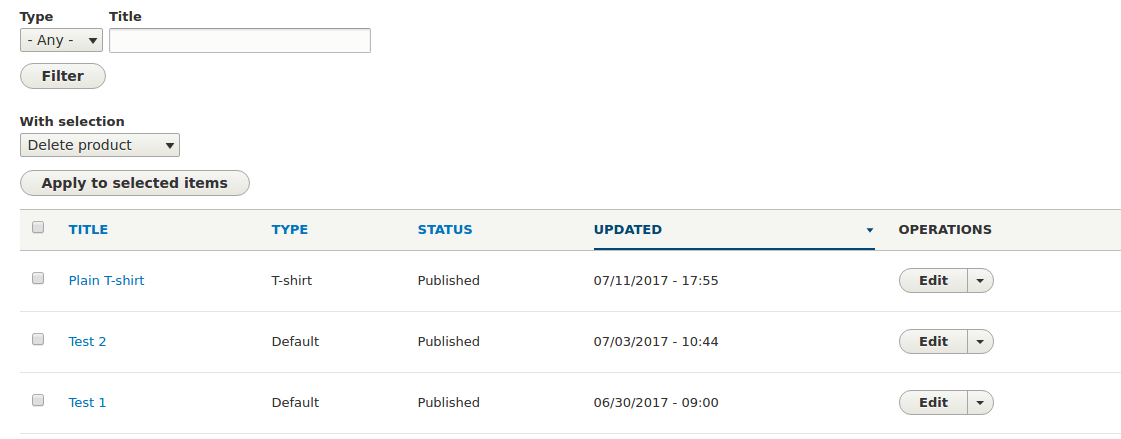 Type Title
- Any -
Filter
With selection
Delete product
Apply to selected items
TITLE TYPE STATUS UPDATED OPERATIONS
Plain T-shirt T-shirt Published 07/11/2017 - 17:55 Edit
Test 2 Default Published 07/03/2017 - 10:44 Edit
Test 1 Default Published 06/30/2017 - 09:00 Edit